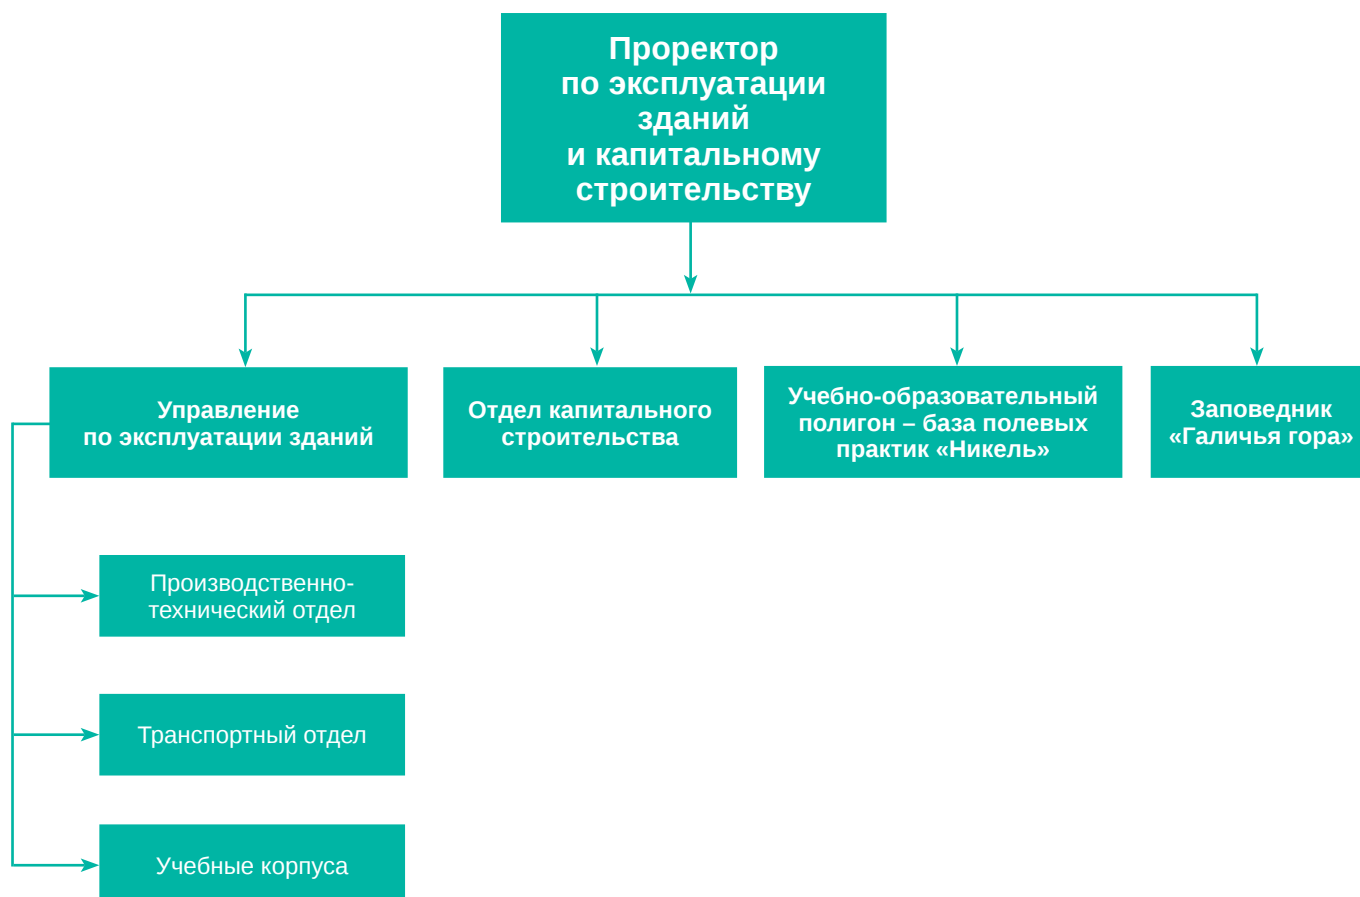 Проректор
по эксплуатации
зданий
и капитальному
строительству
Управление
по эксплуатации зданий
Отдел капитального
строительства
Учебно-образовательный
полигон – база полевых
практик «Никель»
Заповедник
«Галичья гора»
Производственно-
технический отдел
Транспортный отдел
Учебные корпуса